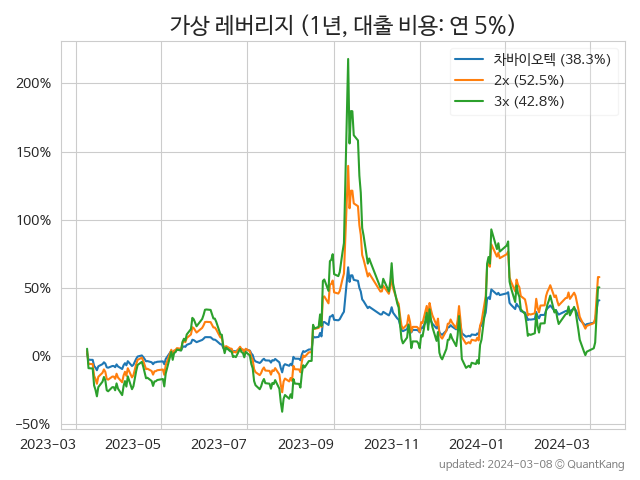 가상 레버리지 (1년, 대출 비용: 연 5%)
차바이오텍 (38.3%)
2x (52.5%)
3x (42.8%)
200%
150%
100%
50%
0%
−50%
2023-03 2023-05 2023-07 2023-09 2023-11 2024-01 2024-03
updated: 2024-03-08 © QuantKang